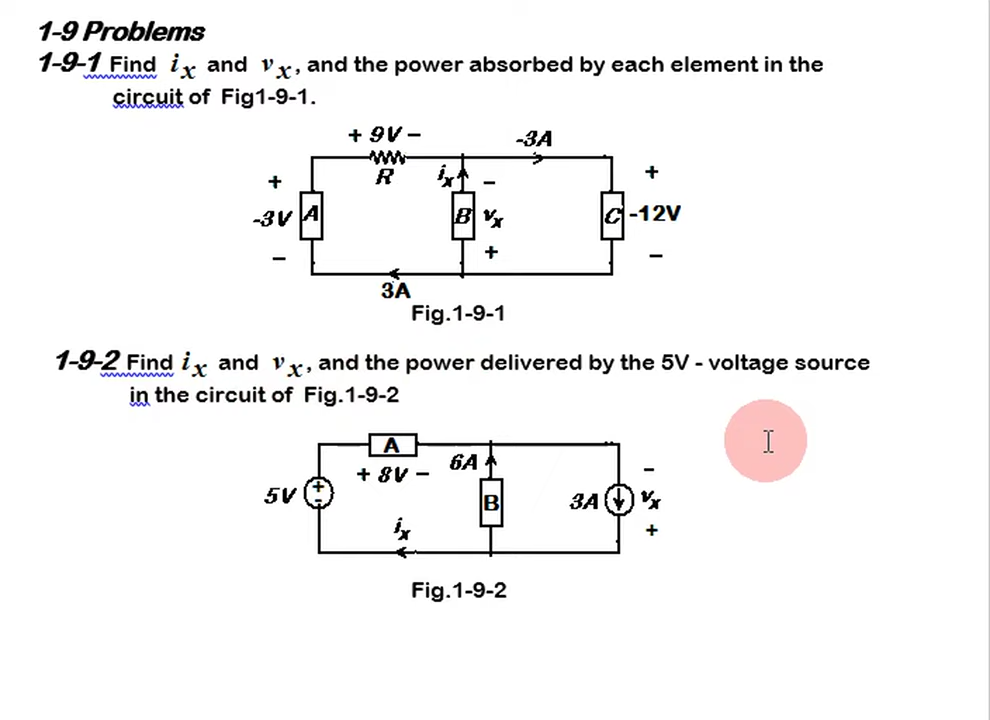 1-9 Problems
1-9-1 Find ix and vx, and the power absorbed by each element in the
circuit of Fig1-9-1.
+ 9V -
-3A
R
ix
-
+
+
-3V
A
B
vx
C
-12V
-
+
-
3A
Fig.1-9-1
1-9-2 Find ix and vx, and the power delivered by the 5V - voltage source
in the circuit of Fig.1-9-2
A
+ 8V -
6A
-
5V
+
-
B
3A
vx
+
ix
Fig.1-9-2